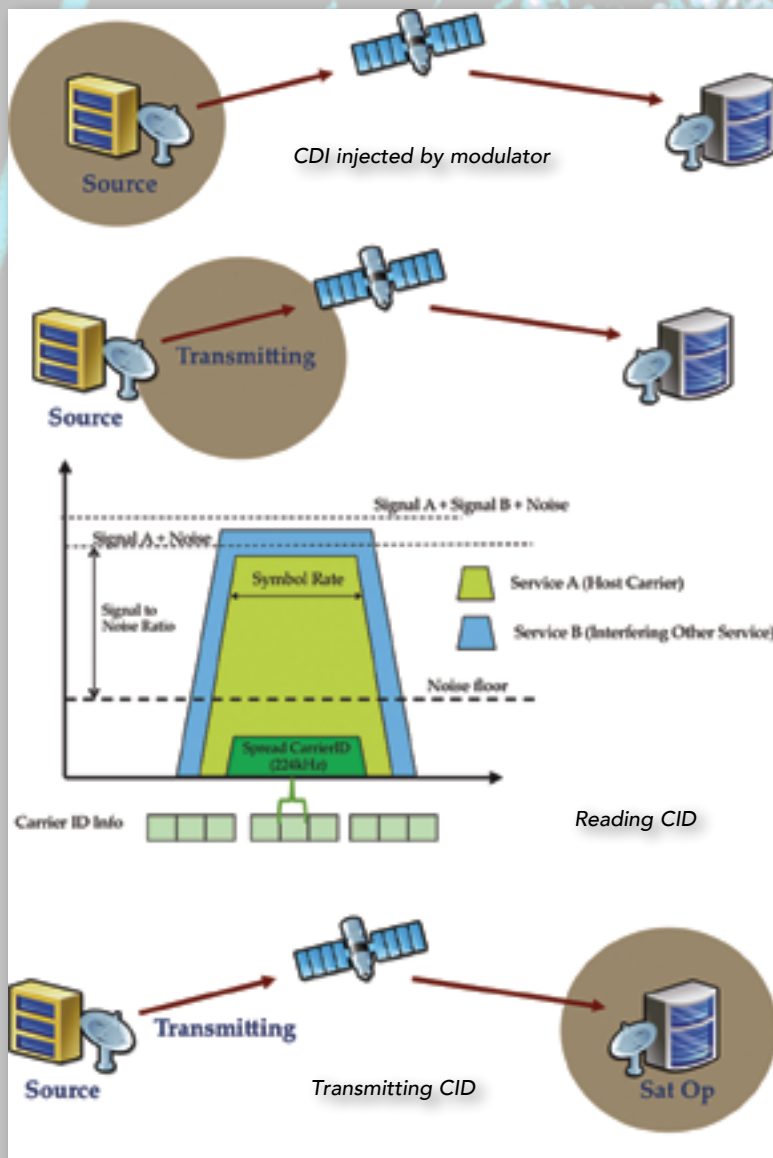 Source
CDI injected by modulator
Transmitting
Source
Signal A + Signal B + Noise
Signal A + Noise
Symbol Rate
Service A (Host Carrier)
Signal to
Noise Ratio
Service B (Interfering Other Service)
Noise floor
Spread CarrierID
(224kHz)
Carrier ID Info
Reading CID
Transmitting
Source
Transmitting CID
Sat Op